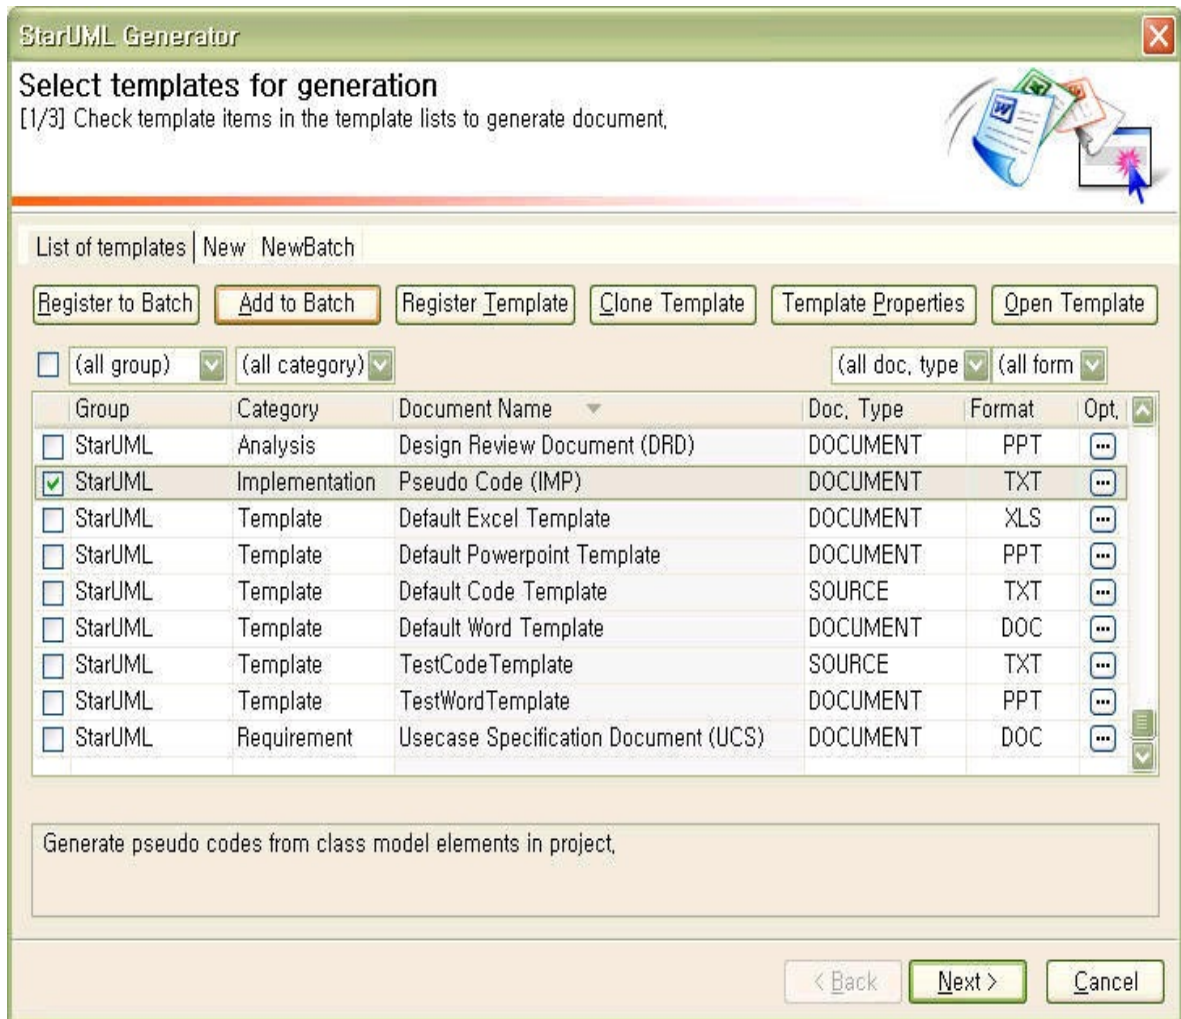 StarUML Generator
Select templates for generation
[1/3] Check template items in the template lists to generate document,
List of templates New NewBatch
Register to Batch Add to Batch Register Template Clone Template Template Properties Open Template
(all group) (all category) (all doc, type (all form
Group Category Document Name Doc, Type Format Opt,
StarUML Analysis Design Review Document (DRD) DOCUMENT PPT
StarUML Implementation Pseudo Code (IMP) DOCUMENT TXT
StarUML Template Default Excel Template DOCUMENT XLS
StarUML Template Default Powerpoint Template DOCUMENT PPT
StarUML Template Default Code Template SOURCE TXT
StarUML Template Default Word Template DOCUMENT DOC
StarUML Template TestCodeTemplate SOURCE TXT
StarUML Template TestWordTemplate DOCUMENT PPT
StarUML Requirement Usecase Specification Document (UCS) DOCUMENT DOC
Generate pseudo codes from class model elements in project,
< Back Next > Cancel